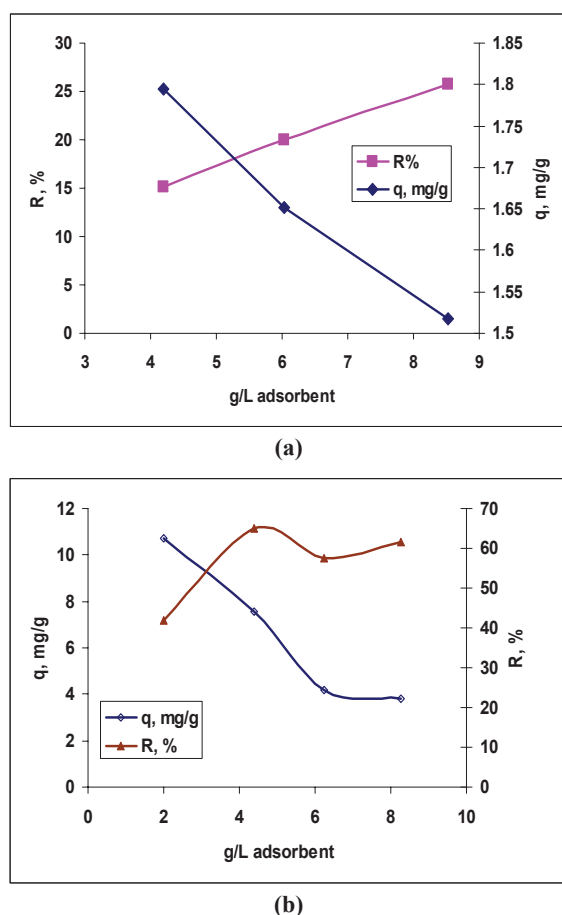 30
25
20
15
10
5
0
R, %
1.85
1.8
1.75
1.7
1.65
1.6
1.55
1.5
q, mg/g
R%
q, mg/g
3 4 5 6 7 8 9
g/L adsorbent
(a)
12
10
8
6
4
2
0
q, mg/g
70
60
50
40
30
20
10
0
R, %
q, mg/g
R, %
0 2 4 6 8 10
g/L adsorbent
(b)